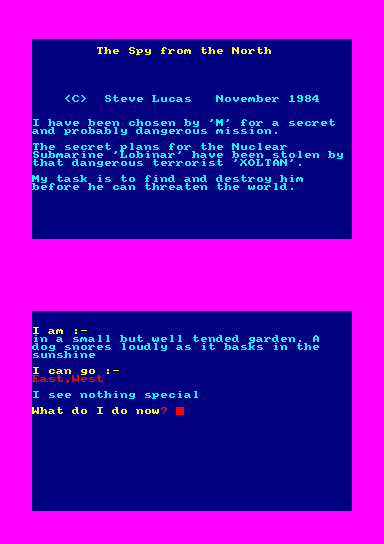 The Spy from the North
(C) Steve Lucas November 1984
I have been chosen by 'M' for a secret
and probably dangerous mission.
The secret plans for the Nuclear
Submarine 'Lobinar' have been stolen by
that dangerous terrorist 'XOLTAN'.
My task is to find and destroy him
before he can threaten the world.
I am :-
in a small but well tended garden. A
dog snores loudly as it basks in the
sunshine
I can go :-
East,West
I see nothing special
What do I do now?